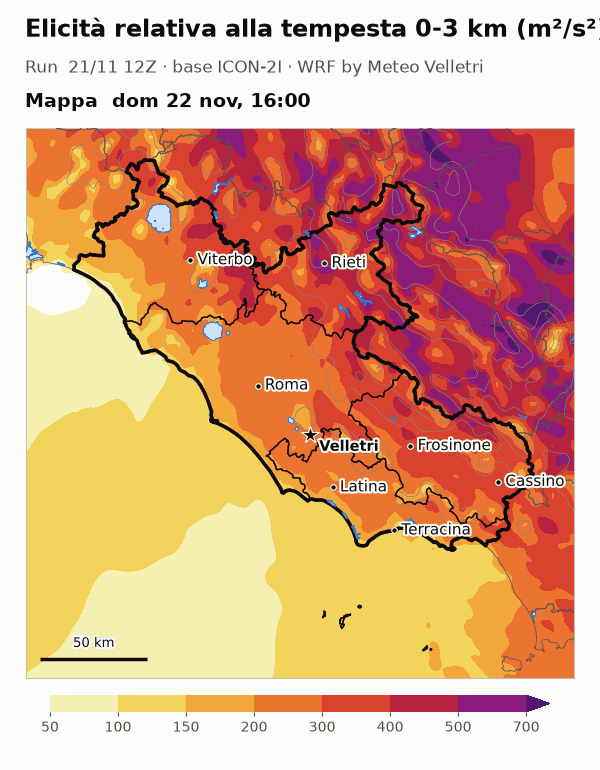 Elicità relativa alla tempesta 0-3 km (m²/s²)
Run 21/11 12Z · base ICON-2I · WRF by Meteo Velletri
Mappa dom 22 nov, 16:00
Viterbo
Rieti
Roma
Velletri
Frosinone
Latina
Cassino
Terracina
50 km
50 100 150 200 300 400 500 700